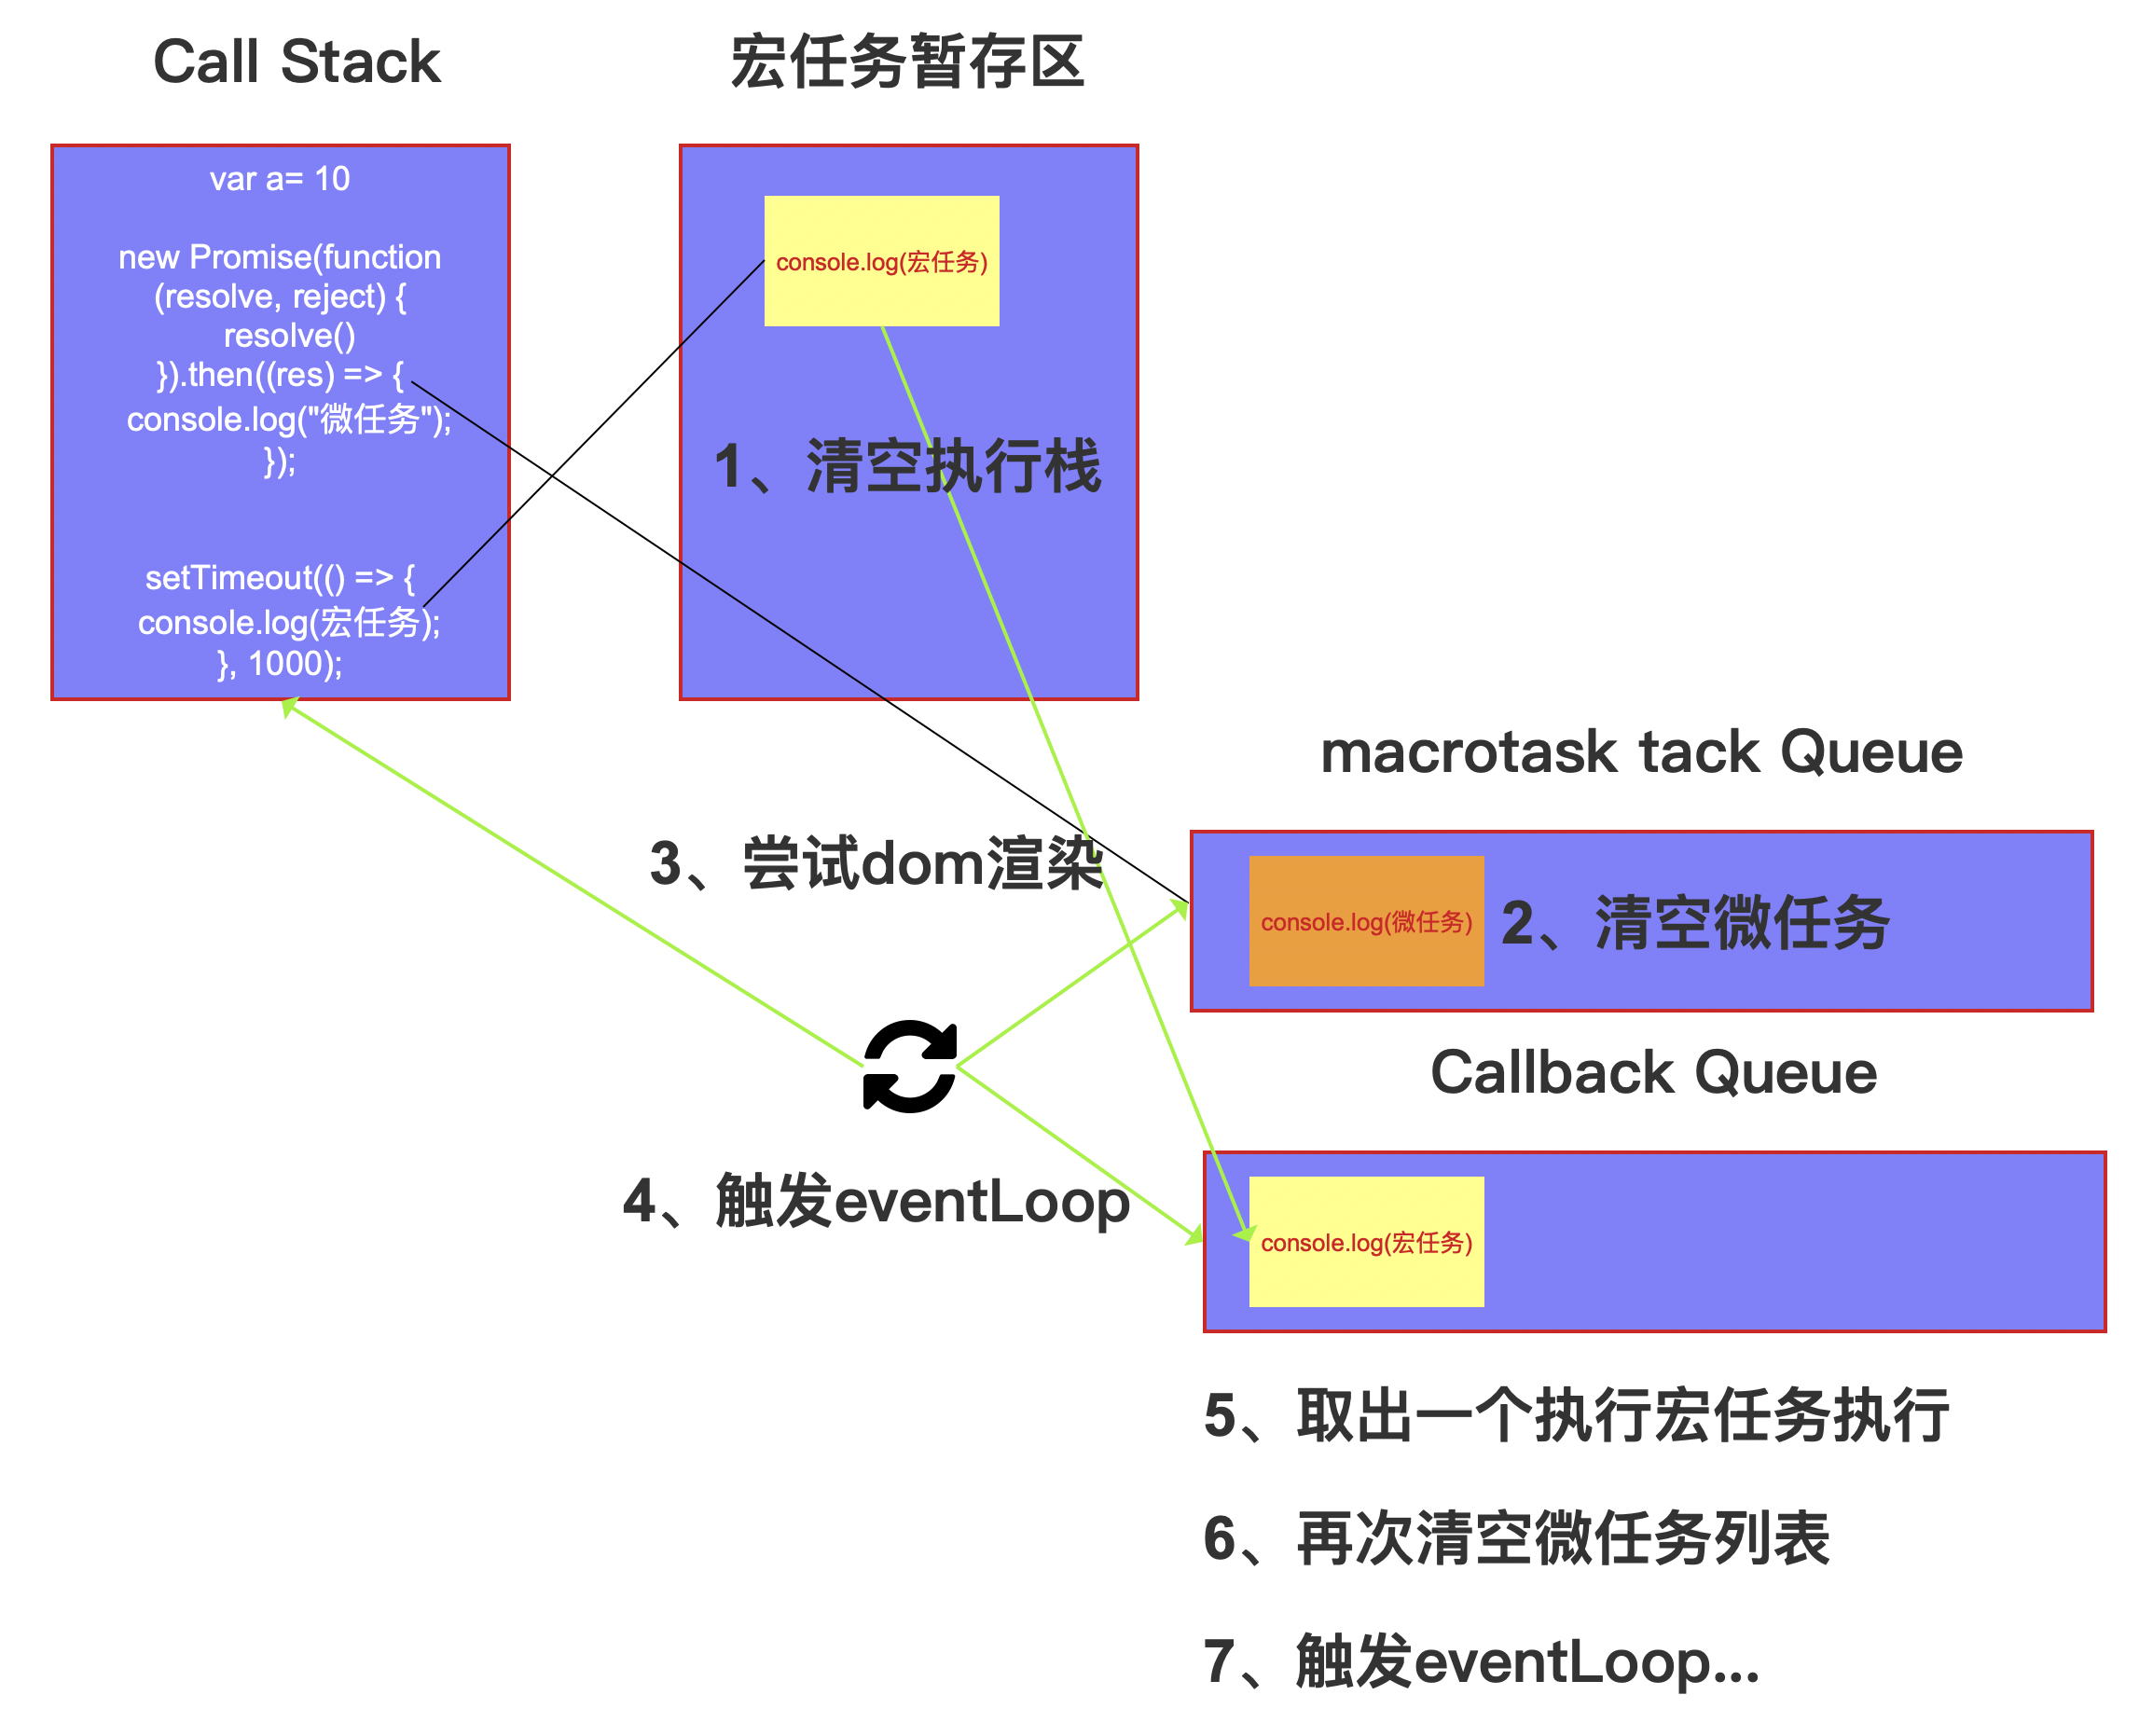 Call Stack
宏任务暂存区
var a= 10
new Promise(function
(resolve, reject) {
resolve()
}).then((res) => {
console.log("微任务");
});
setTimeout(() => {
console.log(宏任务);
}, 1000);
console.log(宏任务)
1、清空执行栈
macrotask tack Queue
3、尝试dom渲染
console.log(微任务)
2、清空微任务
Callback Queue
4、触发eventLoop
console.log(宏任务)
5、取出一个执行宏任务执行
6、再次清空微任务列表
7、触发eventLoop...